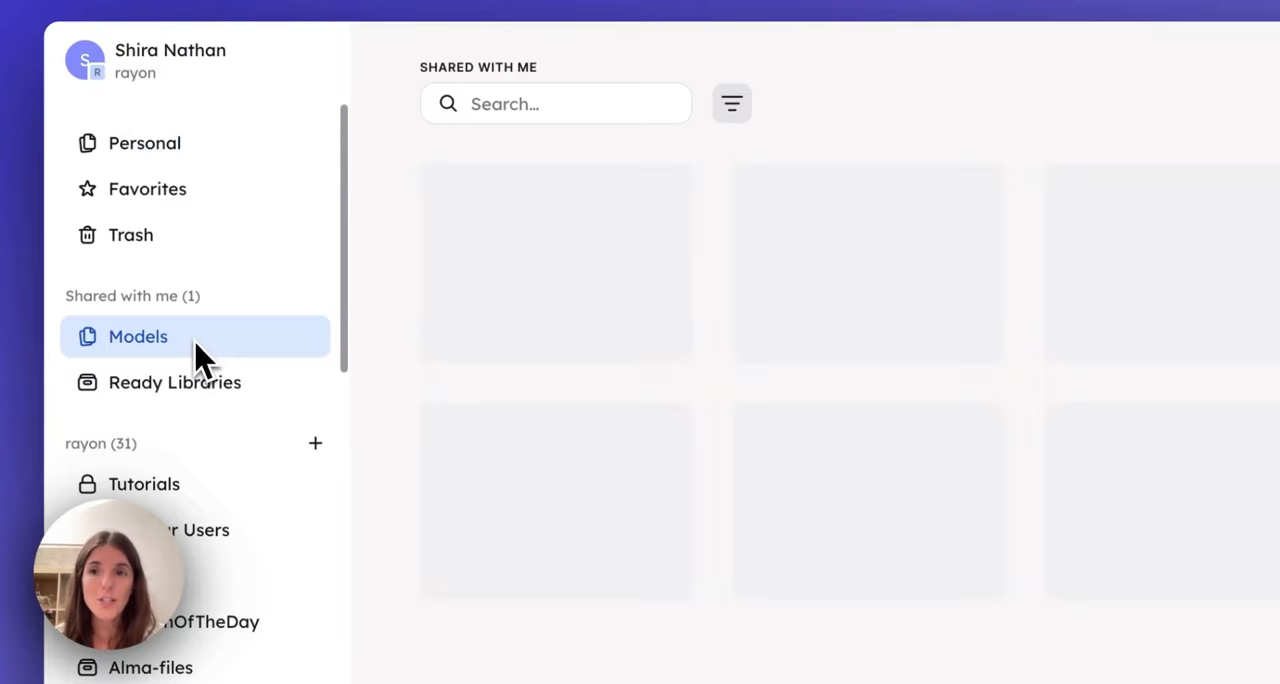 S
R
Shira Nathan
rayon
Personal
Favorites
Trash
Shared with me (1)
Models
Ready Libraries
rayon (31)
+
Tutorials
Users
OfTheDay
Alma-files
SHARED WITH ME
Search...